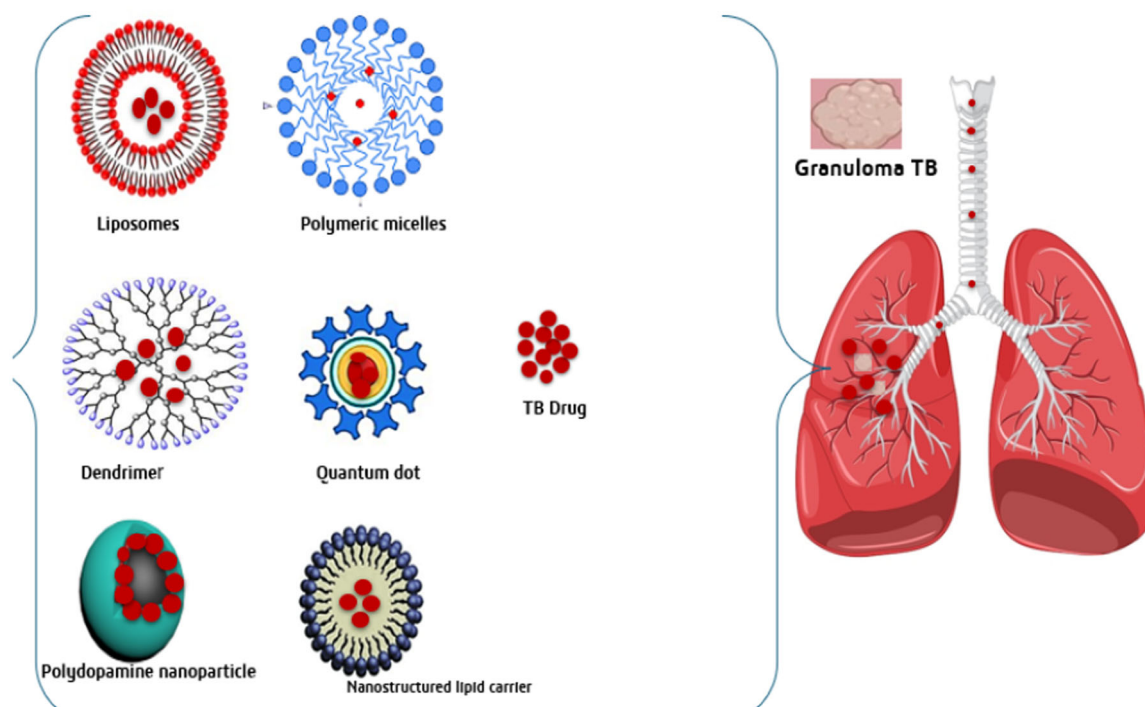 Liposomes
Polymeric micelles
Granuloma TB
Dendrimer
Quantum dot
TB Drug
Polydopamine nanoparticle
Nanostructured lipid carrier